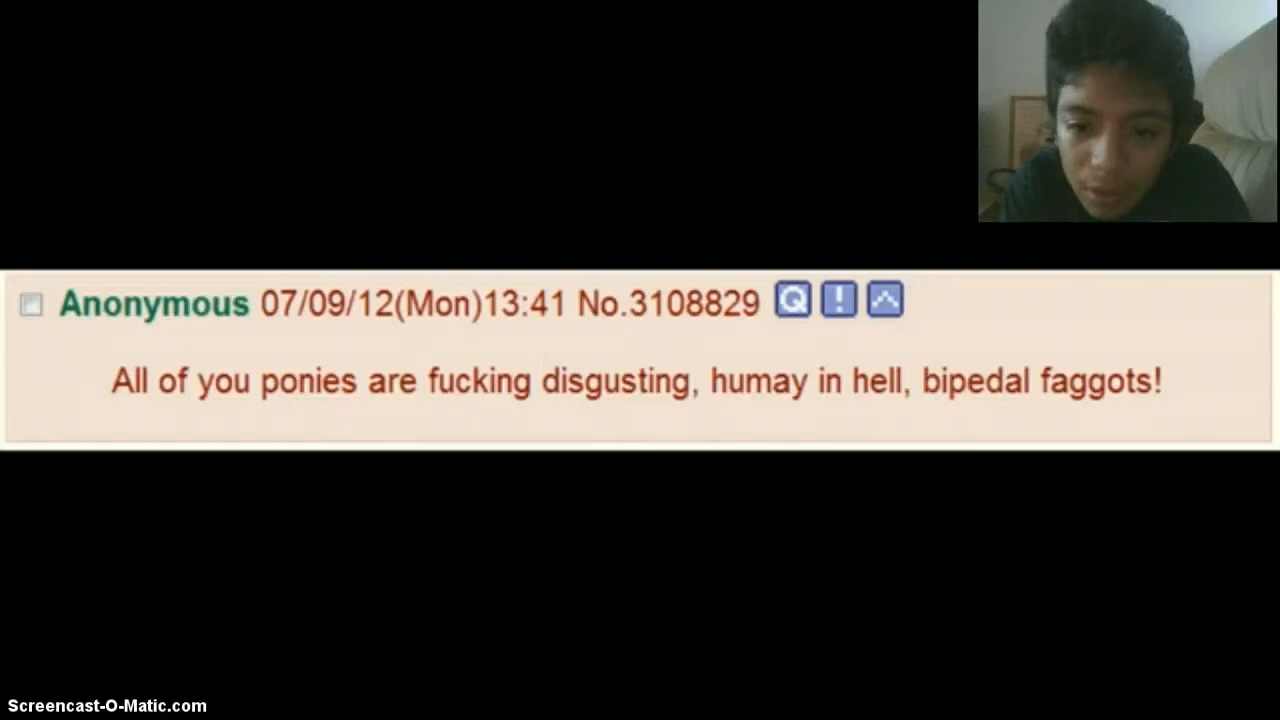 Anonymous 07/09/12(Mon)13:41 No.3108829 Q ! ^
All of you ponies are fucking disgusting, humay in hell, bipedal faggots!
Screencast-O-Matic.com